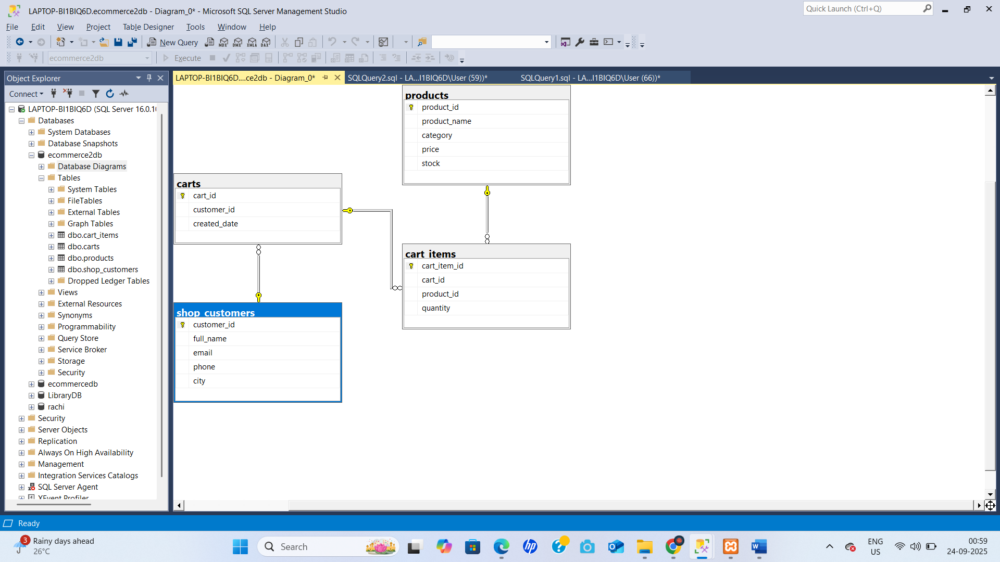 LAPTOP-BI1BIQ6D.ecommerce2db - Diagram_0* - Microsoft SQL Server Management Studio
Quick Launch (Ctrl+Q)
File Edit View Project Table Designer Tools Window Help
New Query MDX DMX XMLA DAX
ecommerce2db Execute
Object Explorer
LAPTOP-BI1BIQ6D....ce2db - Diagram_0*
SQLQuery2.sql - LA...I1BIQ6D\User (59))*
SQLQuery1.sql - LA...I1BIQ6D\User (66))*
Connect
LAPTOP-BI1BIQ6D (SQL Server 16.0.10
Databases
System Databases
Database Snapshots
ecommerce2db
Database Diagrams
Tables
System Tables
FileTables
External Tables
Graph Tables
dbo.cart_items
dbo.carts
dbo.products
dbo.shop_customers
Dropped Ledger Tables
Views
External Resources
Synonyms
Programmability
Query Store
Service Broker
Storage
Security
ecommercedb
LibraryDB
rachi
Security
Server Objects
Replication
Always On High Availability
Management
Integration Services Catalogs
SQL Server Agent
XEvent Profiler
products
product_id
product_name
category
price
stock
carts
cart_id
customer_id
created_date
cart_items
cart_item_id
cart_id
product_id
quantity
shop_customers
customer_id
full_name
email
phone
city
Ready
3
Rainy days ahead
26°C
Search
ENG
US
00:59
24-09-2025